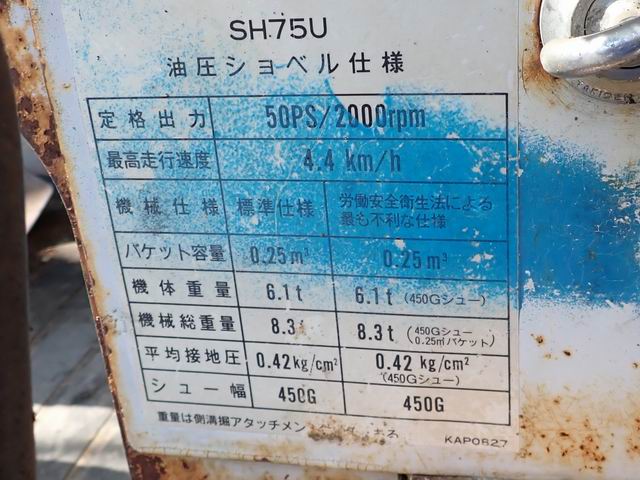 SH75U
油圧ショベル仕様
定格出力 50PS/2000rpm
最高走行速度 4.4 km/h
機械仕様 標準仕様 労働安全衛生法による
最も不利な仕様
バケット容量 0.25m³ 0.25m³
機体重量 6.1t 6.1t (450Gシュー)
機械総重量 8.3t 8.3t (450Gシュー
0.25m³バケット)
平均接地圧 0.42kg/cm² 0.42 kg/cm²
(450Gシュー)
シュー幅 450G 450G
重量は側溝掘アタッチメン
KAP0627